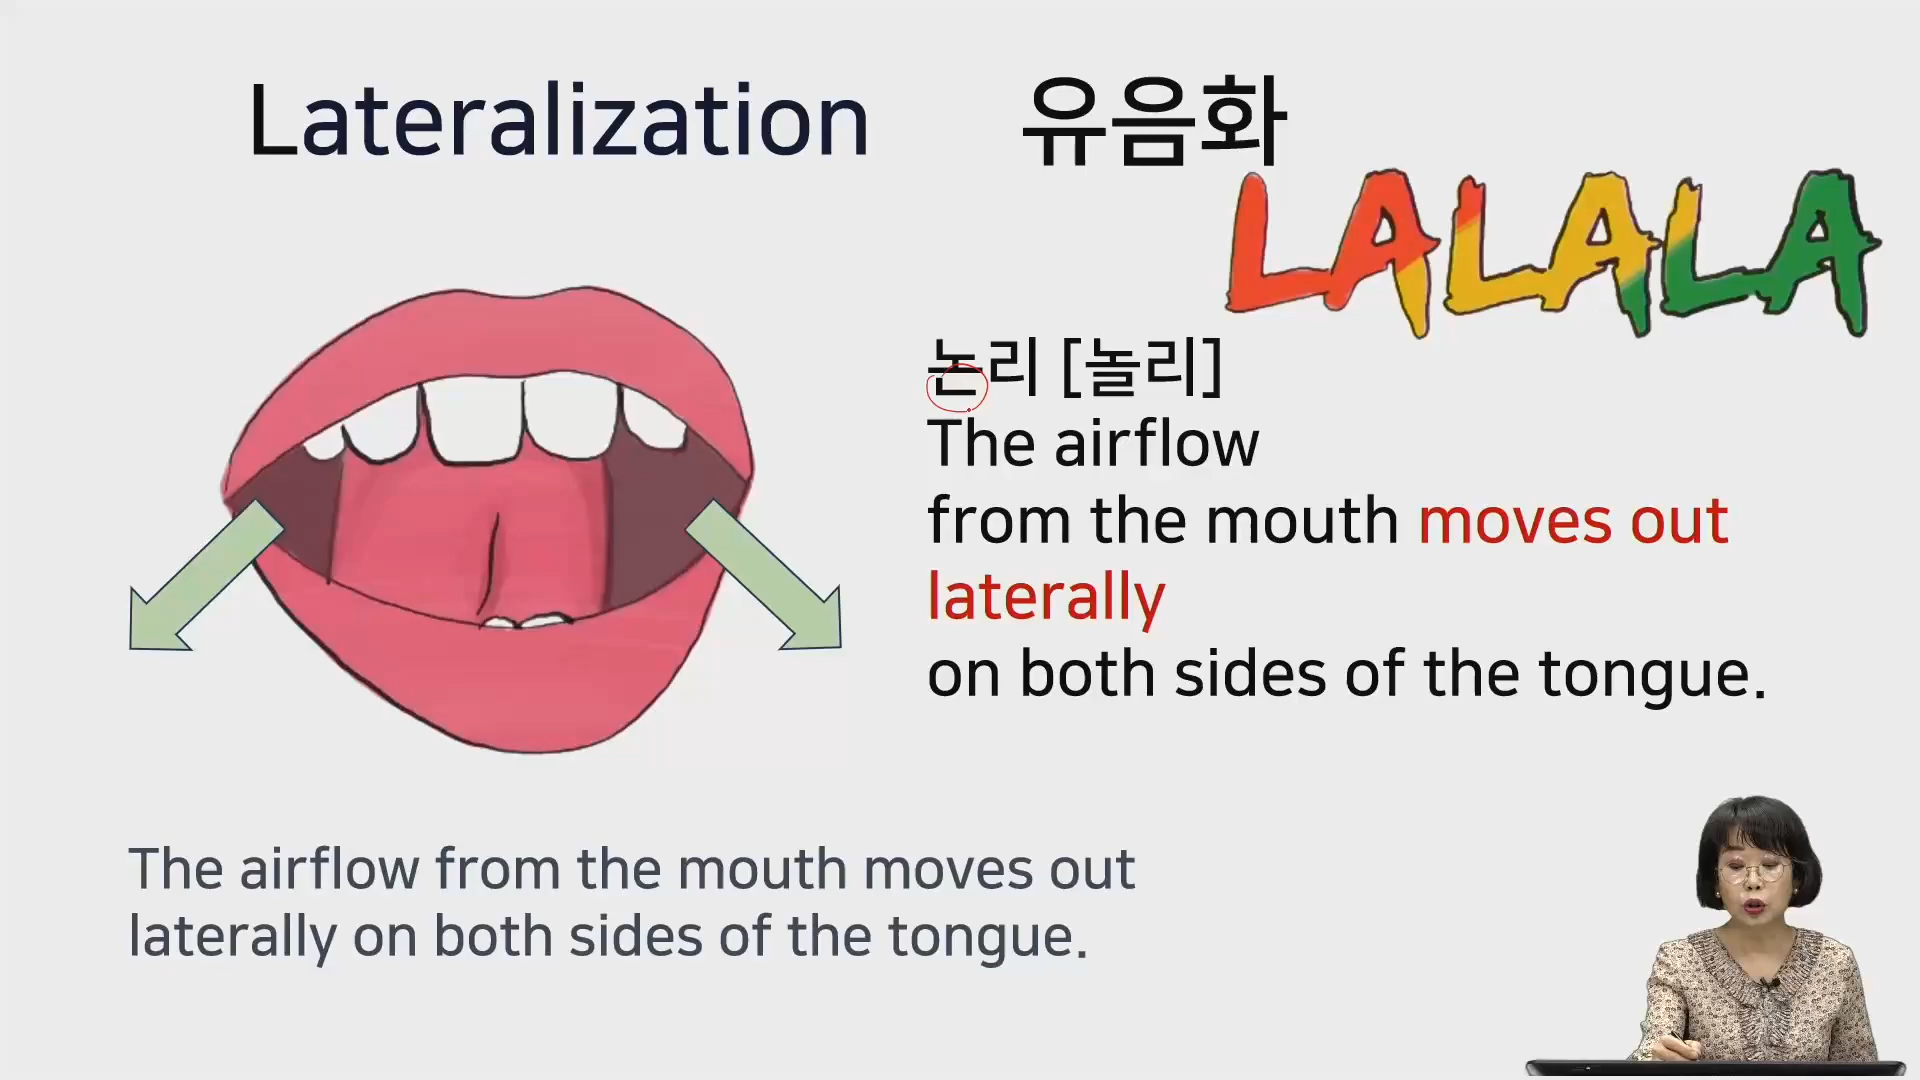 Lateralization 유음화
LALALA
논리 [놀리]
The airflow
from the mouth moves out
laterally
on both sides of the tongue.
The airflow from the mouth moves out
laterally on both sides of the tongue.